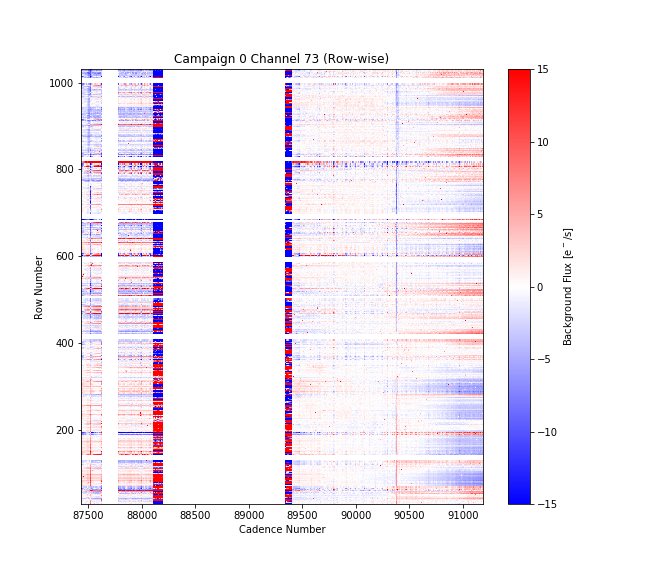 Campaign 0 Channel 73 (Row-wise)
1000
800
600
400
200
Row Number
87500 88000 88500 89000 89500 90000 90500 91000
Cadence Number
15
10
5
0
−5
−10
−15
Background Flux [e⁻/s]